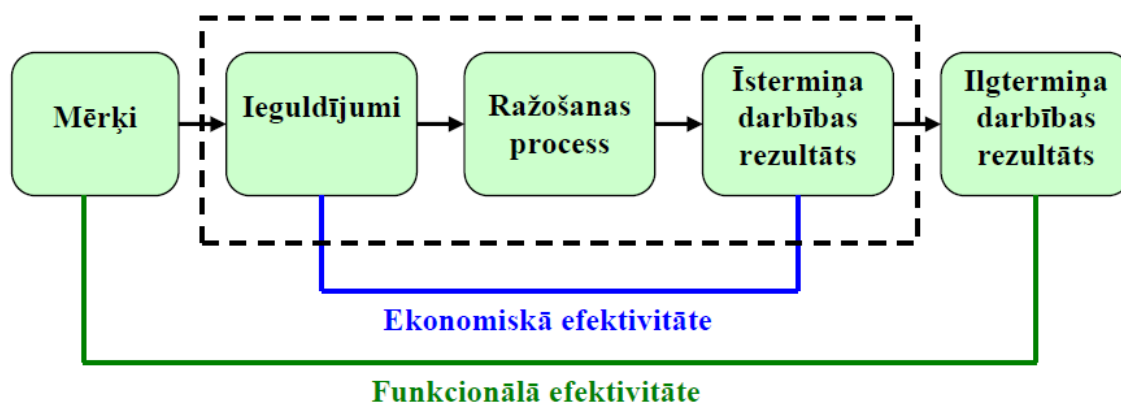 Mērķi
Ieguldījumi
Ražošanas
process
Īstermiņa
darbības
rezultāts
Ilgtermiņa
darbības
rezultāts
Ekonomiskā efektivitāte
Funkcionālā efektivitāte